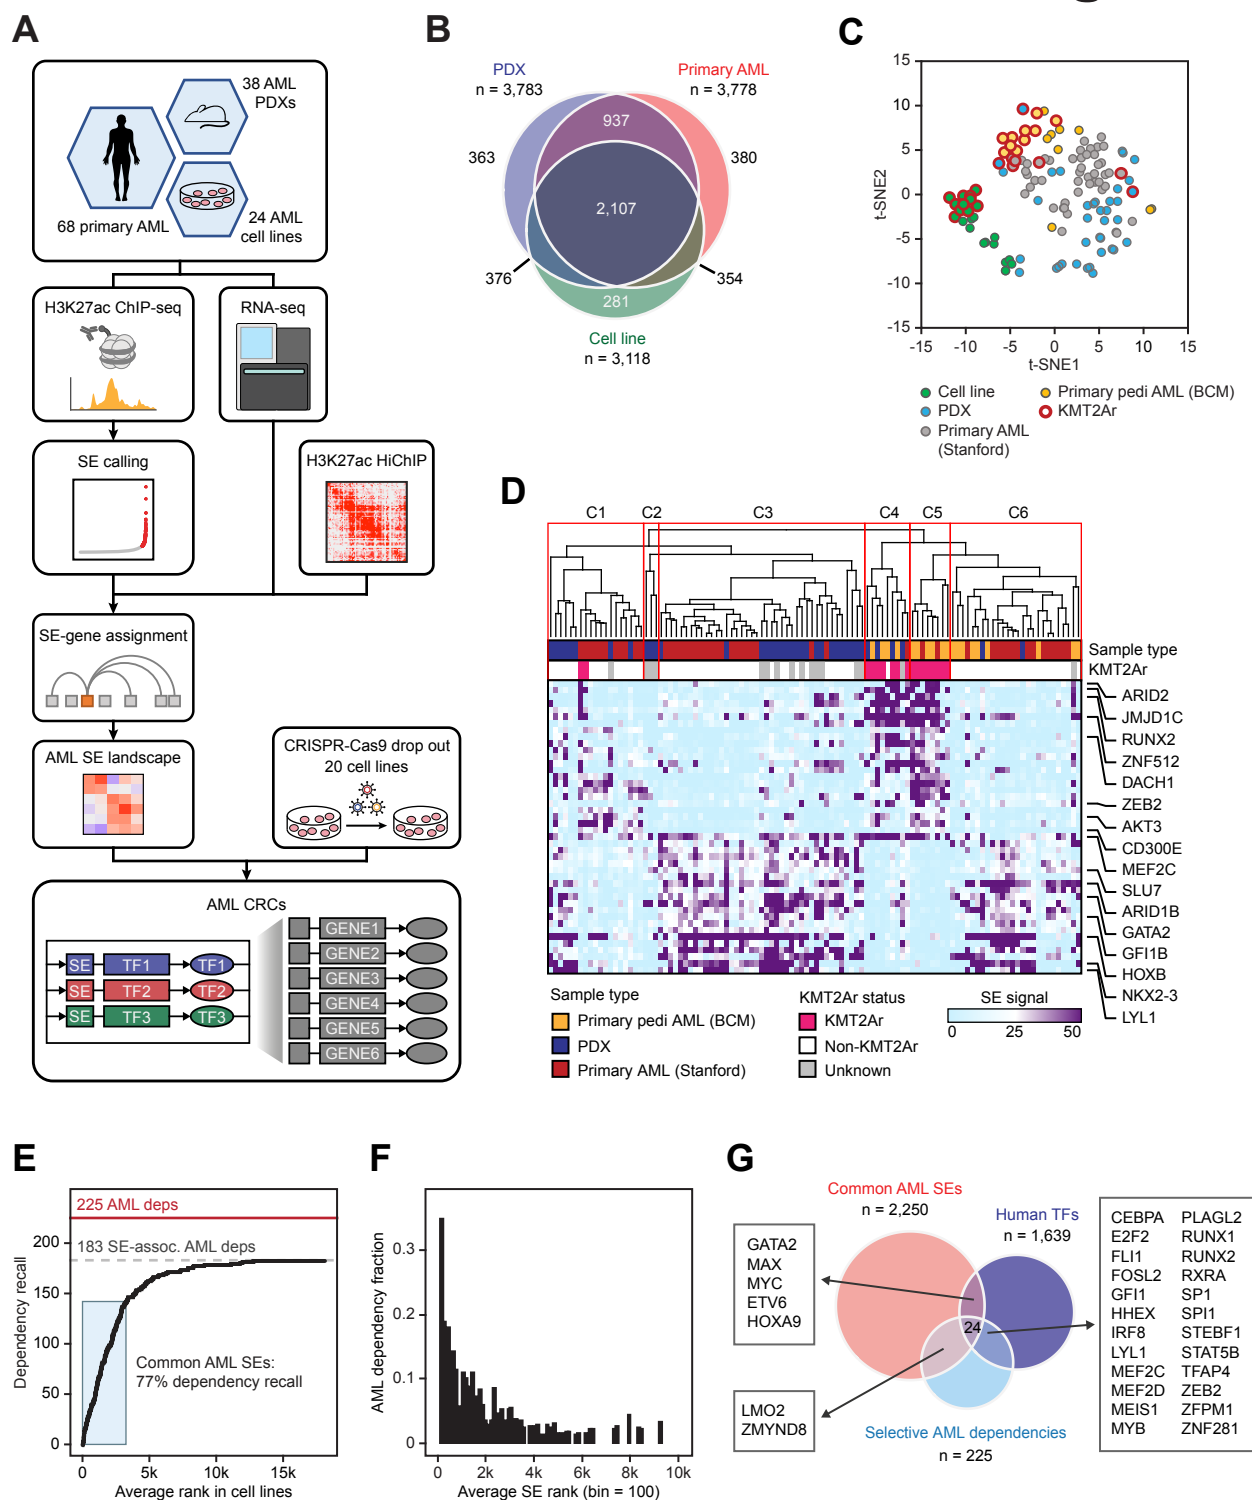 A
38 AML
PDXs
68 primary AML
24 AML
cell lines
H3K27ac ChIP-seq
RNA-seq
SE calling
H3K27ac HiChIP
SE-gene assignment
AML SE landscape
CRISPR-Cas9 drop out
20 cell lines
AML CRCs
SE TF1 TF1
SE TF2 TF2
SE TF3 TF3
GENE1
GENE2
GENE3
GENE4
GENE5
GENE6
B
PDX
n = 3,783
Primary AML
n = 3,778
937
363
380
2,107
376
354
281
Cell line
n = 3,118
C
15
10
5
0
-5
-10
-15
t-SNE2
-15 -10 -5 0 5 10 15
t-SNE1
Cell line
PDX
Primary AML
(Stanford)
Primary pedi AML (BCM)
KMT2Ar
D
C1 C2 C3 C4 C5 C6
Sample type
KMT2Ar
ARID2
JMJD1C
RUNX2
ZNF512
DACH1
ZEB2
AKT3
CD300E
MEF2C
SLU7
ARID1B
GATA2
GFI1B
HOXB
NKX2-3
LYL1
Sample type
Primary pedi AML (BCM)
PDX
Primary AML (Stanford)
KMT2Ar status
KMT2Ar
Non-KMT2Ar
Unknown
SE signal
0 25 50
E
225 AML deps
183 SE-assoc. AML deps
Common AML SEs:
77% dependency recall
200
150
100
50
0
Dependency recall
0 5k 10k 15k
Average rank in cell lines
F
0.3
0.2
0.1
0
AML dependency fraction
0 2k 4k 6k 8k 10k
Average SE rank (bin = 100)
G
Common AML SEs
n = 2,250
Human TFs
n = 1,639
24
Selective AML dependencies
n = 225
GATA2
MAX
MYC
ETV6
HOXA9
LMO2
ZMYND8
CEBPA PLAGL2
E2F2 RUNX1
FLI1 RUNX2
FOSL2 RXRA
GFI1 SP1
HHEX SPI1
IRF8 STEBF1
LYL1 STAT5B
MEF2C TFAP4
MEF2D ZEB2
MEIS1 ZFPM1
MYB ZNF281